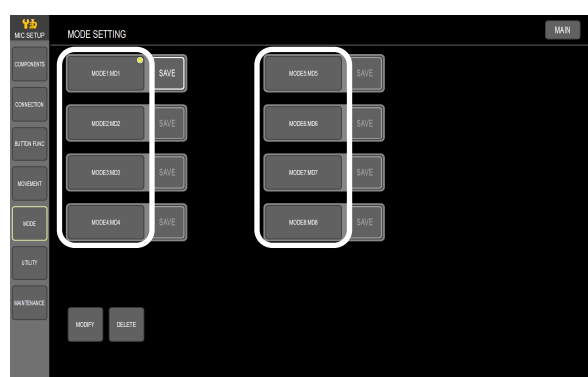 MIC SETUP
MODE SETTING
MAIN
COMPONENTS
CONNECTION
BUTTON FUNC
MOVEMENT
MODE
UTILITY
MAINTENANCE
MODE1:MD1
SAVE
MODE5:MD5
SAVE
MODE2:MD2
SAVE
MODE6:MD6
SAVE
MODE3:MD3
SAVE
MODE7:MD7
SAVE
MODE4:MD4
SAVE
MODE8:MD8
SAVE
MODIFY
DELETE